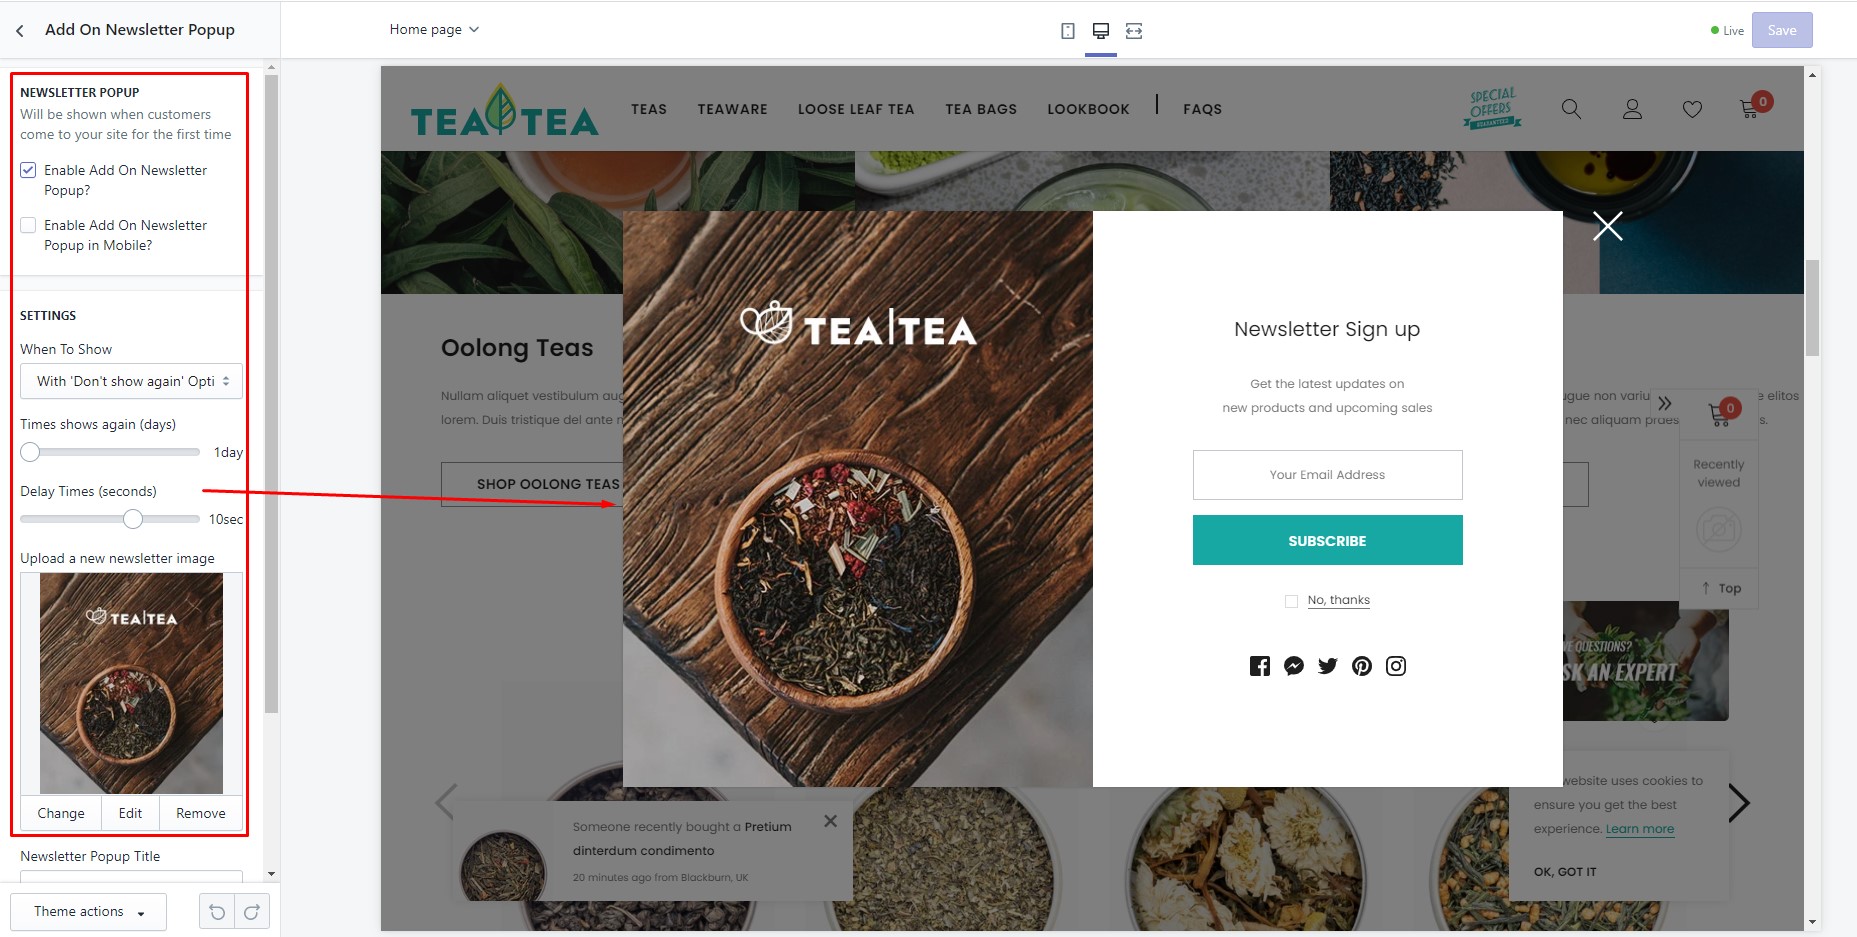 Add On Newsletter Popup
Home page
Live
Save
NEWSLETTER POPUP
Will be shown when customers
come to your site for the first time
Enable Add On Newsletter
Popup?
Enable Add On Newsletter
Popup in Mobile?
SETTINGS
When To Show
With 'Don't show again' Opti
Times shows again (days)
1day
Delay Times (seconds)
10sec
Upload a new newsletter image
TEA|TEA
Change
Edit
Remove
Newsletter Popup Title
Theme actions
TEA TEA
TEAS
TEAWARE
LOOSE LEAF TEA
TEA BAGS
LOOKBOOK
FAQS
SPECIAL
OFFERS
GUARANTEED
0
Oolong Teas
Nullam aliquet vestibulum aug
lorem. Duis tristique del ante
SHOP OOLONG TEAS
TEA|TEA
Newsletter Sign up
Get the latest updates on
new products and upcoming sales
Your Email Address
SUBSCRIBE
No, thanks
ugue non variu
e elitos
nec aliquam praes
s.
0
Recently
viewed
Top
VE QUESTIONS?
SK AN EXPERT
Someone recently bought a Pretium
dinterdum condimento
20 minutes ago from Blackburn, UK
website uses cookies to
ensure you get the best
experience. Learn more
OK, GOT IT